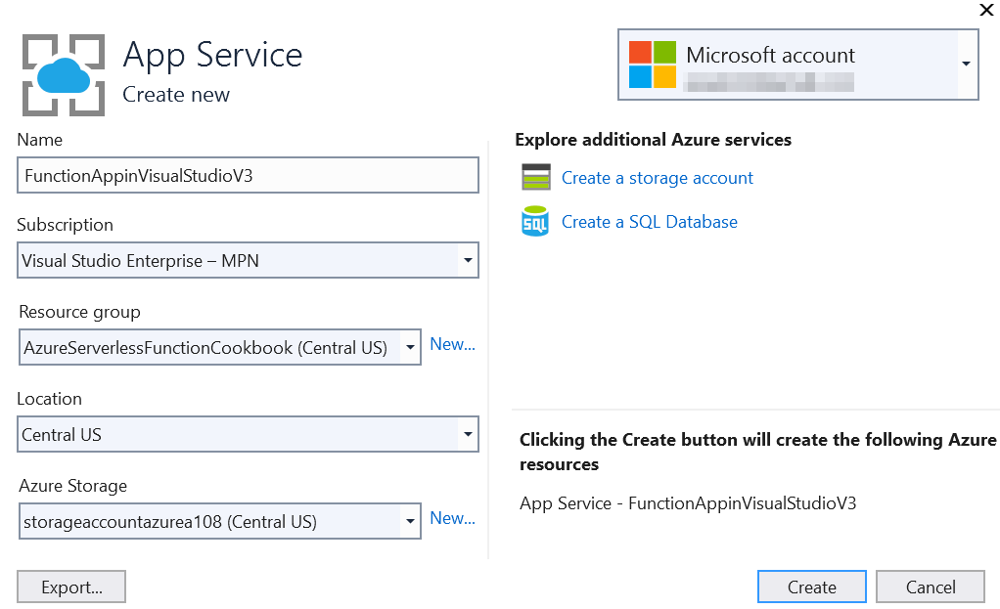 App Service
Create new
Microsoft account
Name
FunctionAppinVisualStudioV3
Subscription
Visual Studio Enterprise – MPN
Resource group
AzureServerlessFunctionCookbook (Central US)
New...
Location
Central US
Azure Storage
storageaccountazurea108 (Central US)
New...
Export...
Explore additional Azure services
Create a storage account
SQL
Create a SQL Database
Clicking the Create button will create the following Azure
resources
App Service - FunctionAppinVisualStudioV3
Create
Cancel